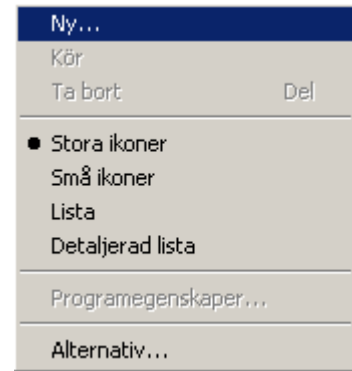 Ny...
Kör
Ta bort Del
Stora ikoner
Små ikoner
Lista
Detaljerad lista
Programegenskaper...
Alternativ...